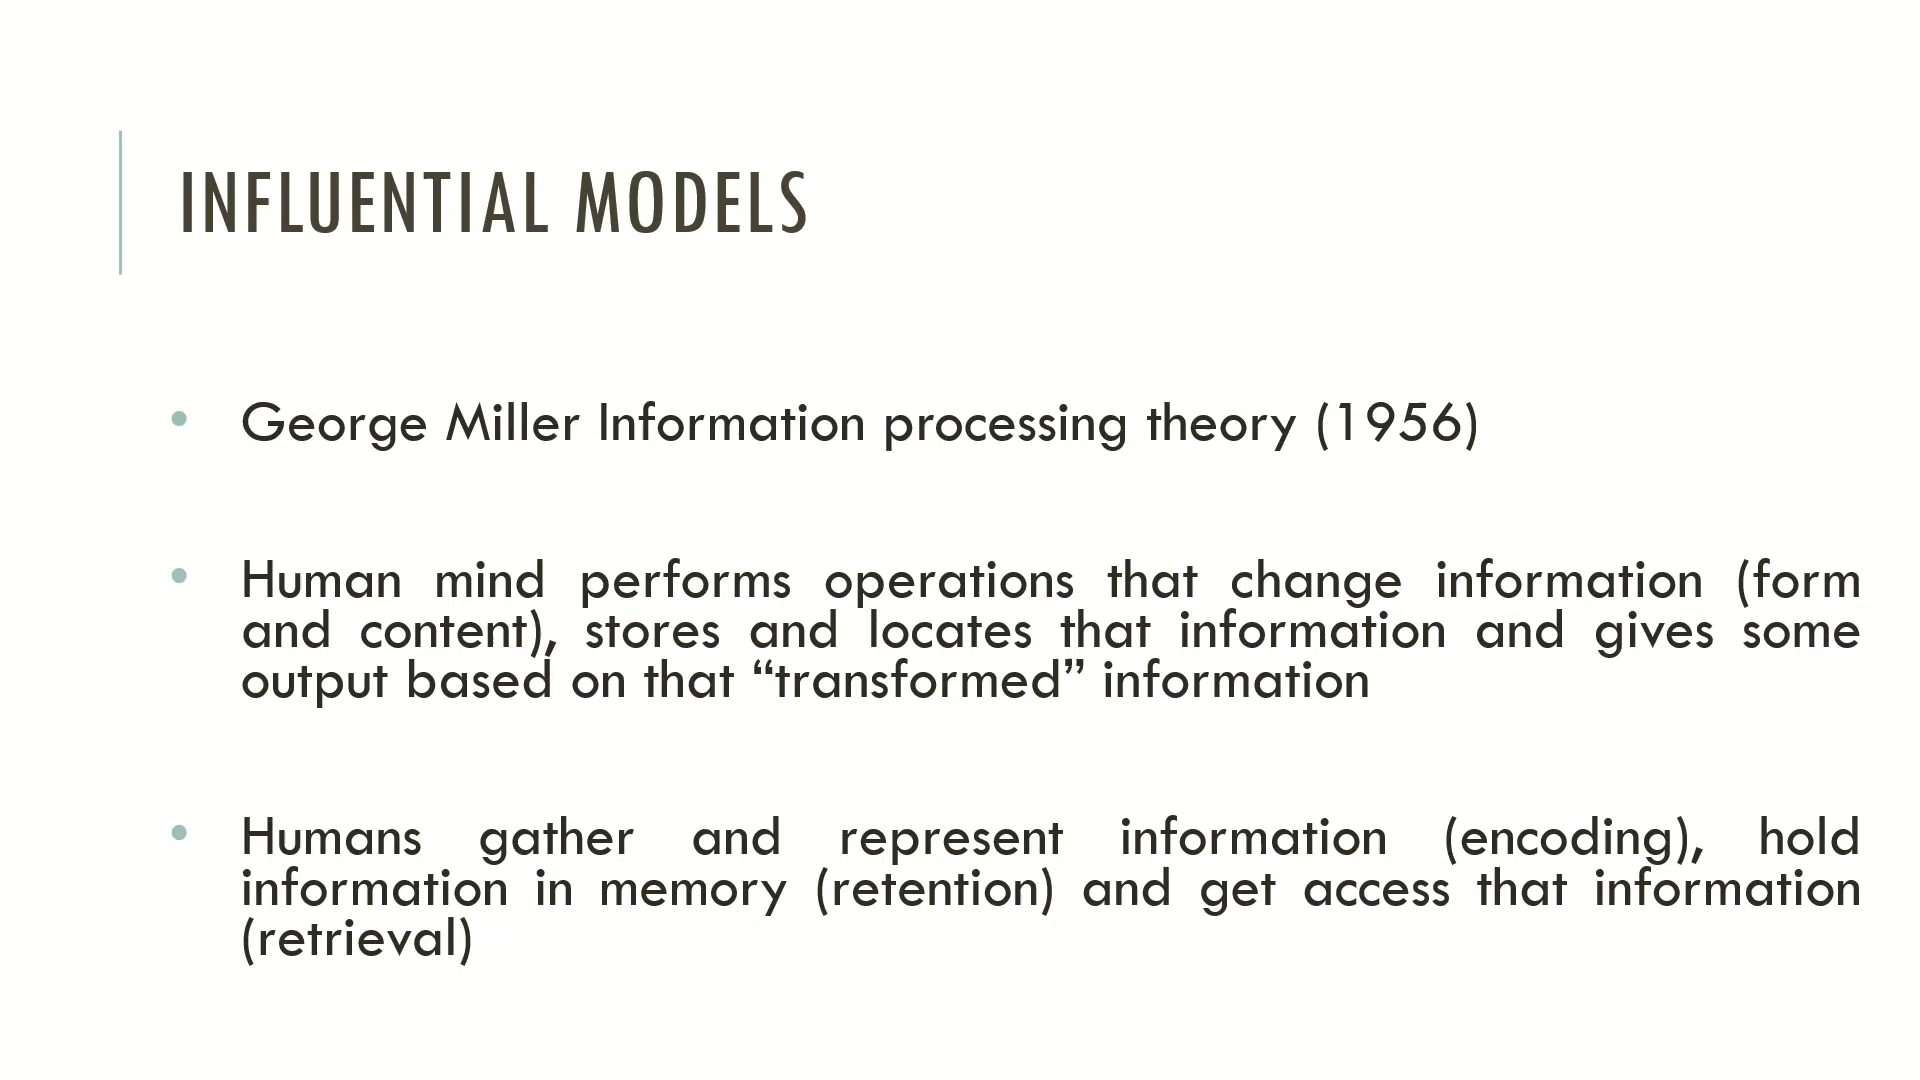 INFLUENTIAL MODELS
• George Miller Information processing theory (1956)
• Human mind performs operations that change information (form
and content), stores and locates that information and gives some
output based on that “transformed” information
• Humans gather and represent information (encoding), hold
information in memory (retention) and get access that information
(retrieval)